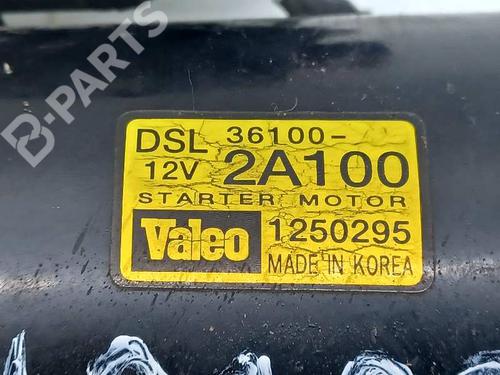 B-PARTS
DSL 36100-
12V 2A100
STARTER MOTOR
Valeo 1250295
MADE IN KOREA